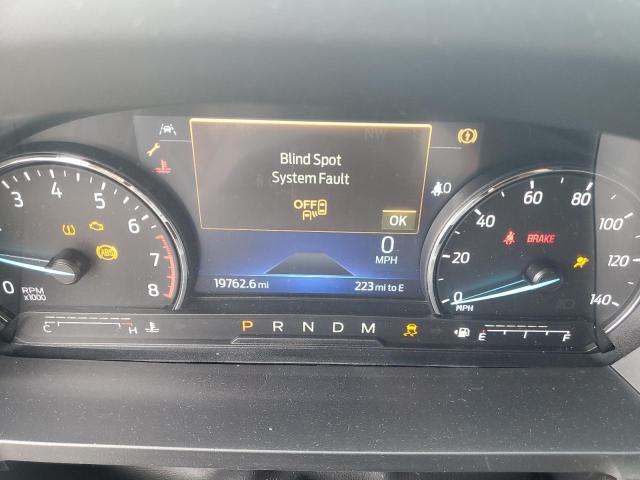 NW
Blind Spot
System Fault
OFF
OK
0
MPH
19762.6 mi
223 mi to E
3 4 5 6 7 8
ABS
0 RPM
x1000
0 20 40 60 80 100 120 140
BRAKE
MPH
0
C H
P R N D M
E F